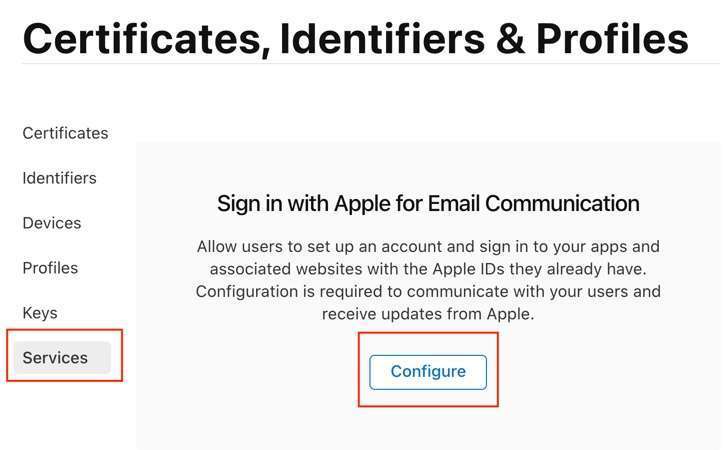 Certificates, Identifiers & Profiles
Certificates
Identifiers
Devices
Profiles
Keys
Services
Sign in with Apple for Email Communication
Allow users to set up an account and sign in to your apps and
associated websites with the Apple IDs they already have.
Configuration is required to communicate with your users and
receive updates from Apple.
Configure